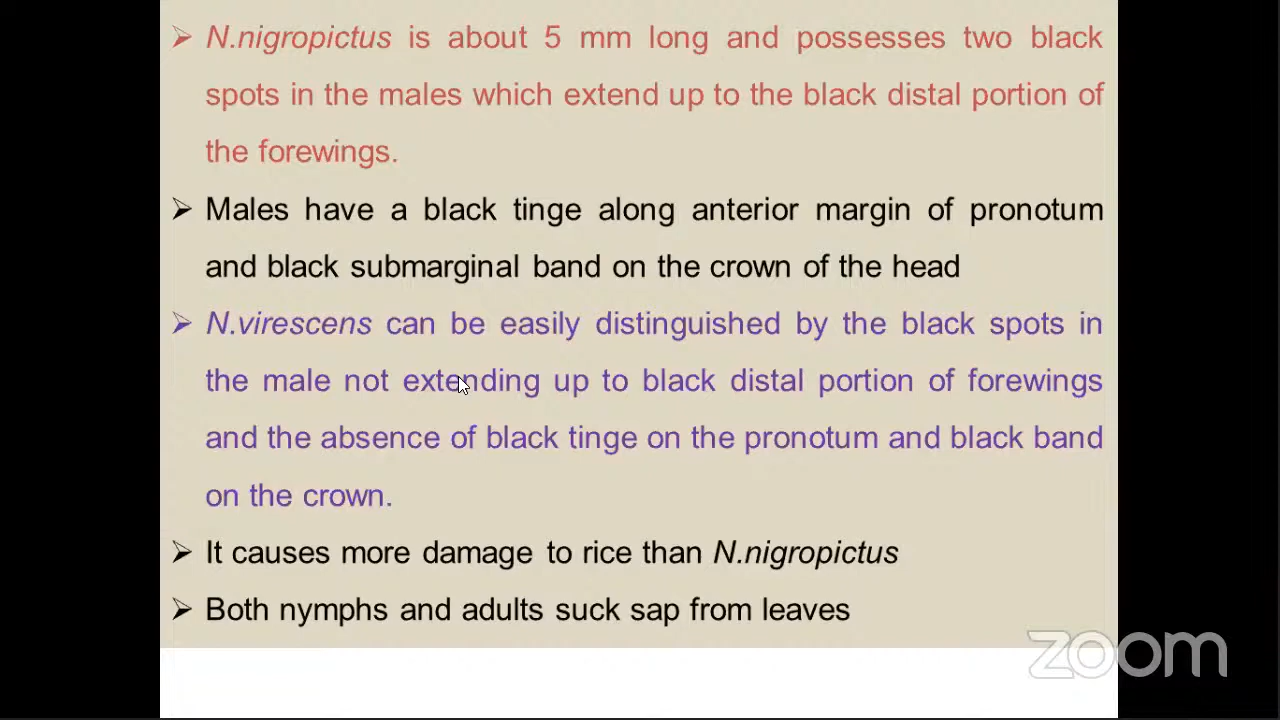 ➢ N.nigropictus is about 5 mm long and possesses two black
spots in the males which extend up to the black distal portion of
the forewings.
➢ Males have a black tinge along anterior margin of pronotum
and black submarginal band on the crown of the head
➢ N.virescens can be easily distinguished by the black spots in
the male not extending up to black distal portion of forewings
and the absence of black tinge on the pronotum and black band
on the crown.
➢ It causes more damage to rice than N.nigropictus
➢ Both nymphs and adults suck sap from leaves
zoom